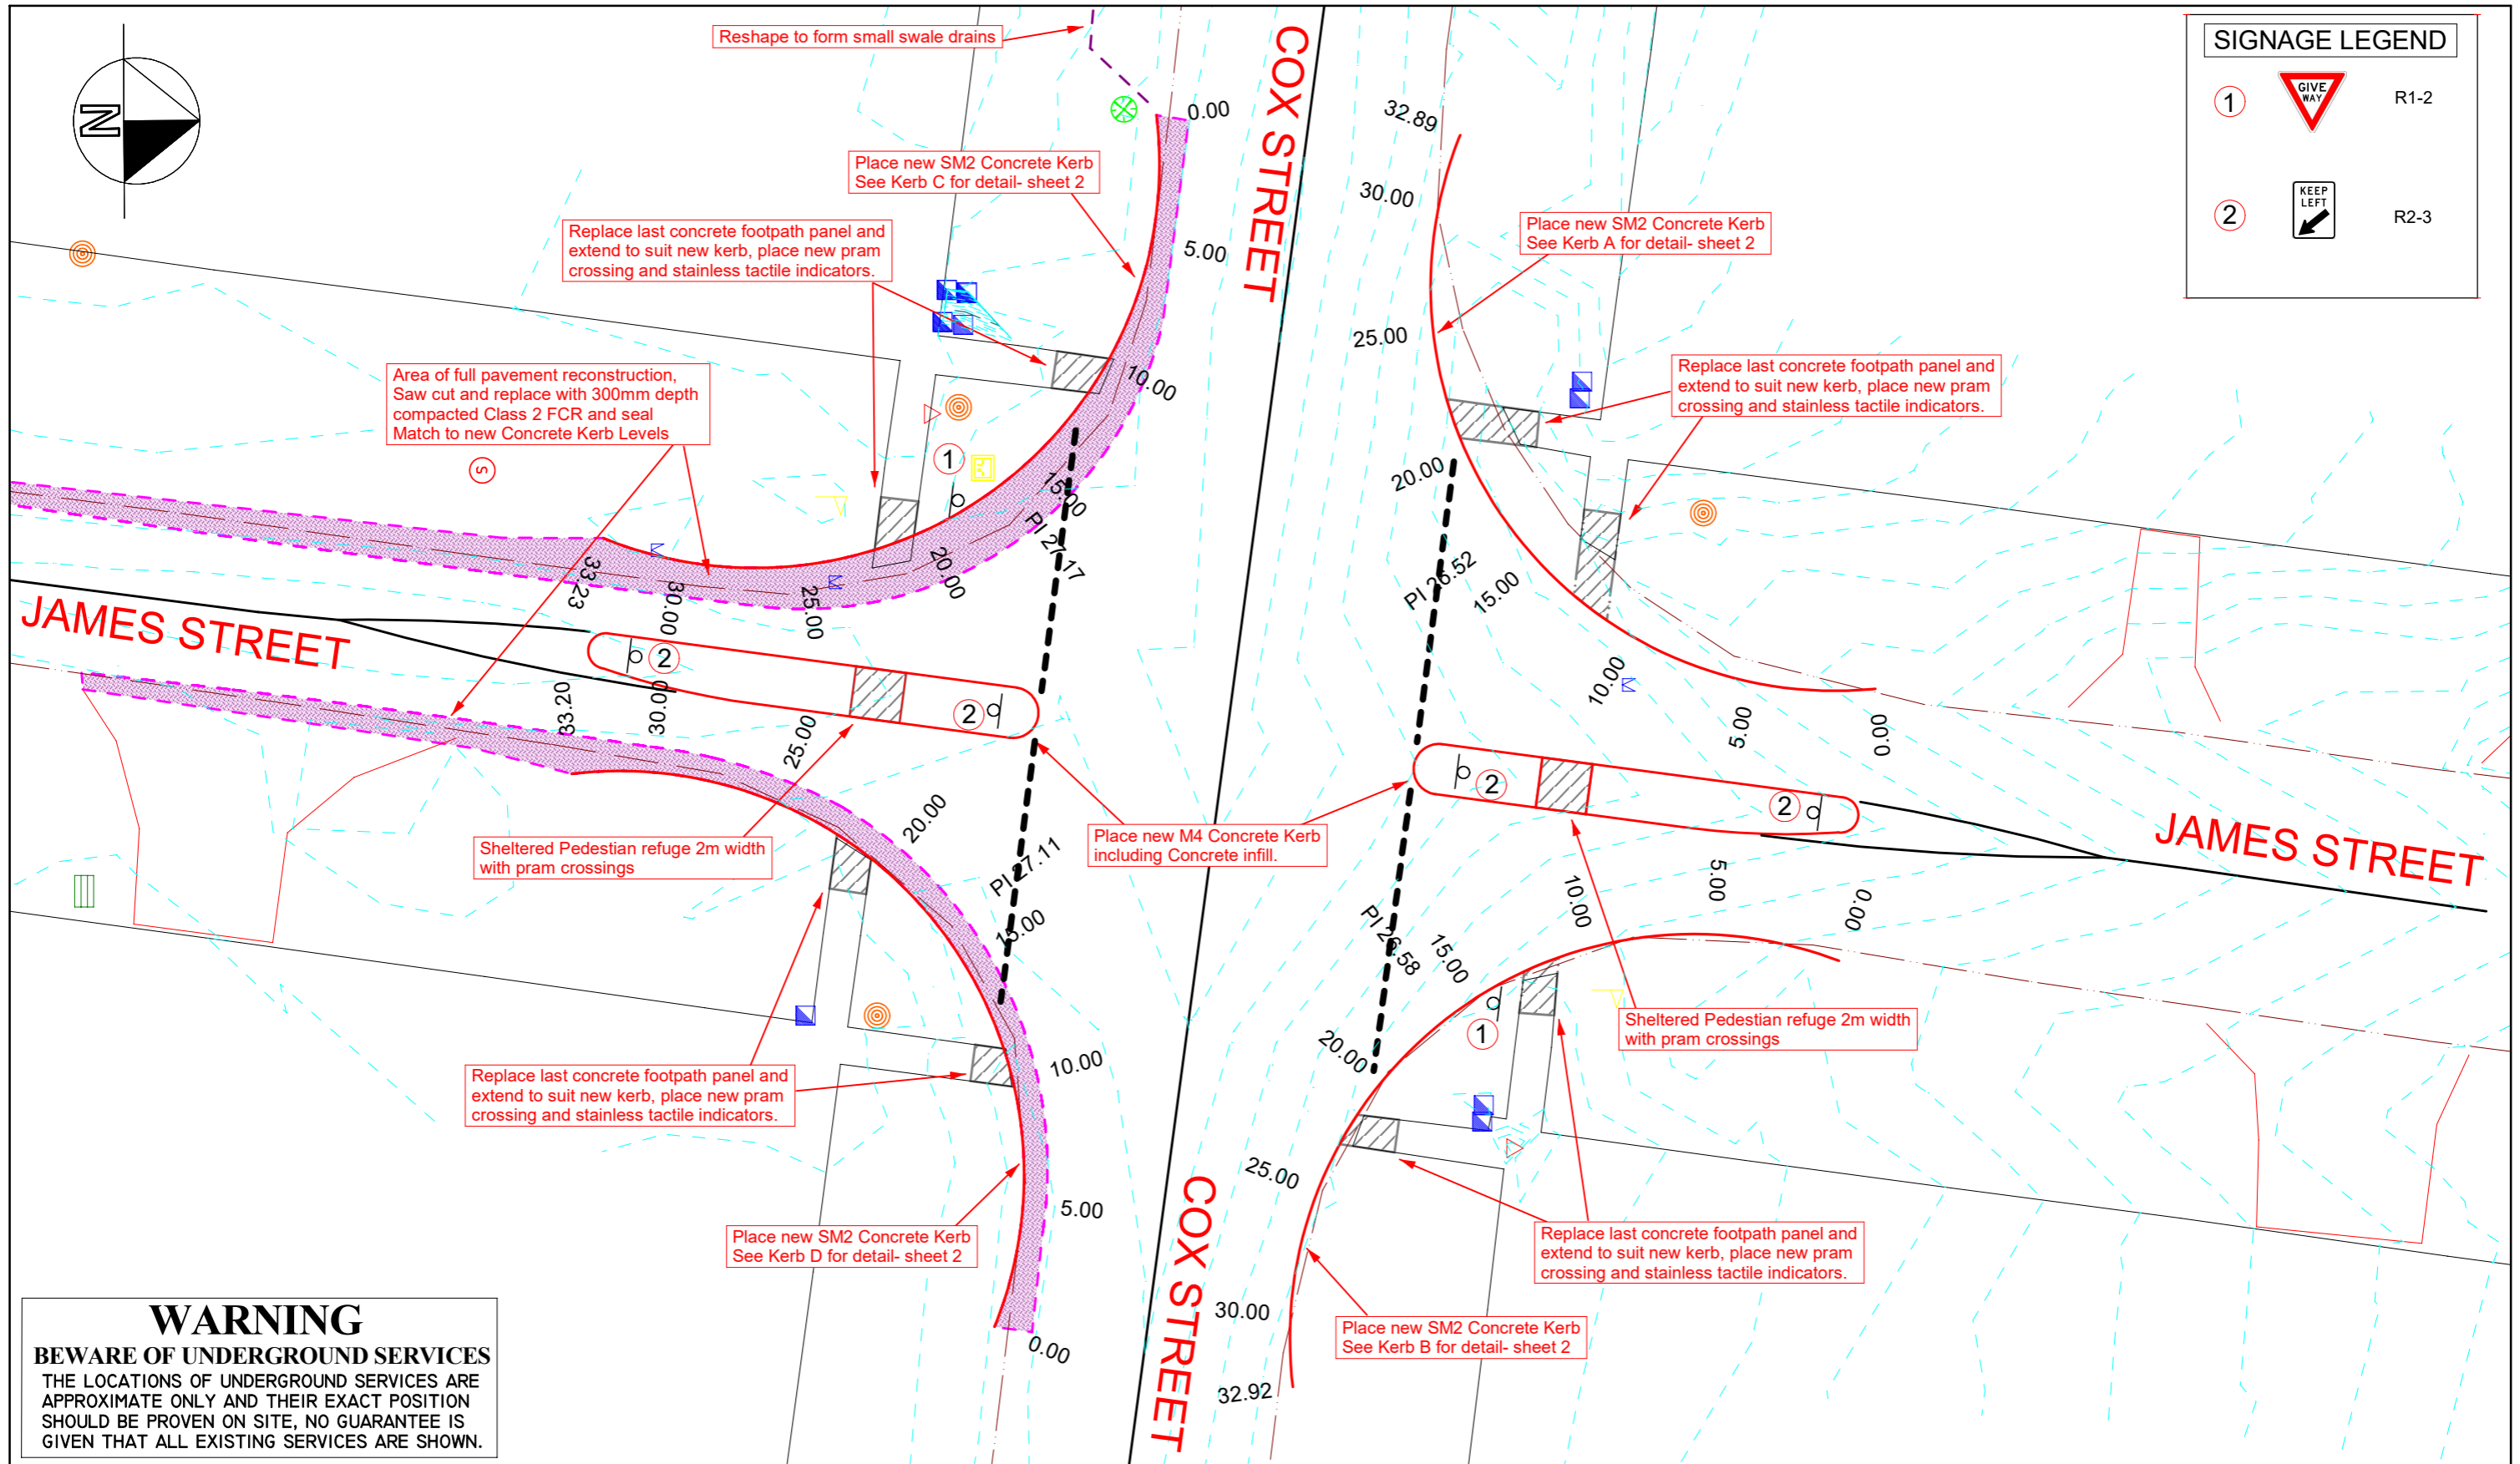 Reshape to form small swale drains
COX STREET
SIGNAGE LEGEND
1
GIVE
WAY
R1-2
2
KEEP
LEFT
R2-3
N
0.00
32.89
Place new SM2 Concrete Kerb
See Kerb C for detail- sheet 2
30.00
Place new SM2 Concrete Kerb
See Kerb A for detail- sheet 2
Replace last concrete footpath panel and
extend to suit new kerb, place new pram
crossing and stainless tactile indicators.
5.00
25.00
Area of full pavement reconstruction,
Saw cut and replace with 300mm depth
compacted Class 2 FCR and seal
Match to new Concrete Kerb Levels
10.00
Replace last concrete footpath panel and
extend to suit new kerb, place new pram
crossing and stainless tactile indicators.
S
1
15.00
20.00
PI 27.17
20.00
25.00
30.00
33.23
PI 26.52
15.00
JAMES STREET
2
2
10.00
5.00
0.00
33.20
30.00
25.00
2
2
20.00
Sheltered Pedestian refuge 2m width
with pram crossings
Place new M4 Concrete Kerb
including Concrete infill.
JAMES STREET
PI 27.11
15.00
5.00
10.00
0.00
PI 26.58
15.00
20.00
1
Sheltered Pedestian refuge 2m width
with pram crossings
10.00
Replace last concrete footpath panel and
extend to suit new kerb, place new pram
crossing and stainless tactile indicators.
25.00
5.00
COX STREET
Place new SM2 Concrete Kerb
See Kerb D for detail- sheet 2
Replace last concrete footpath panel and
extend to suit new kerb, place new pram
crossing and stainless tactile indicators.
30.00
0.00
Place new SM2 Concrete Kerb
See Kerb B for detail- sheet 2
32.92
WARNING
BEWARE OF UNDERGROUND SERVICES
THE LOCATIONS OF UNDERGROUND SERVICES ARE
APPROXIMATE ONLY AND THEIR EXACT POSITION
SHOULD BE PROVEN ON SITE, NO GUARANTEE IS
GIVEN THAT ALL EXISTING SERVICES ARE SHOWN.